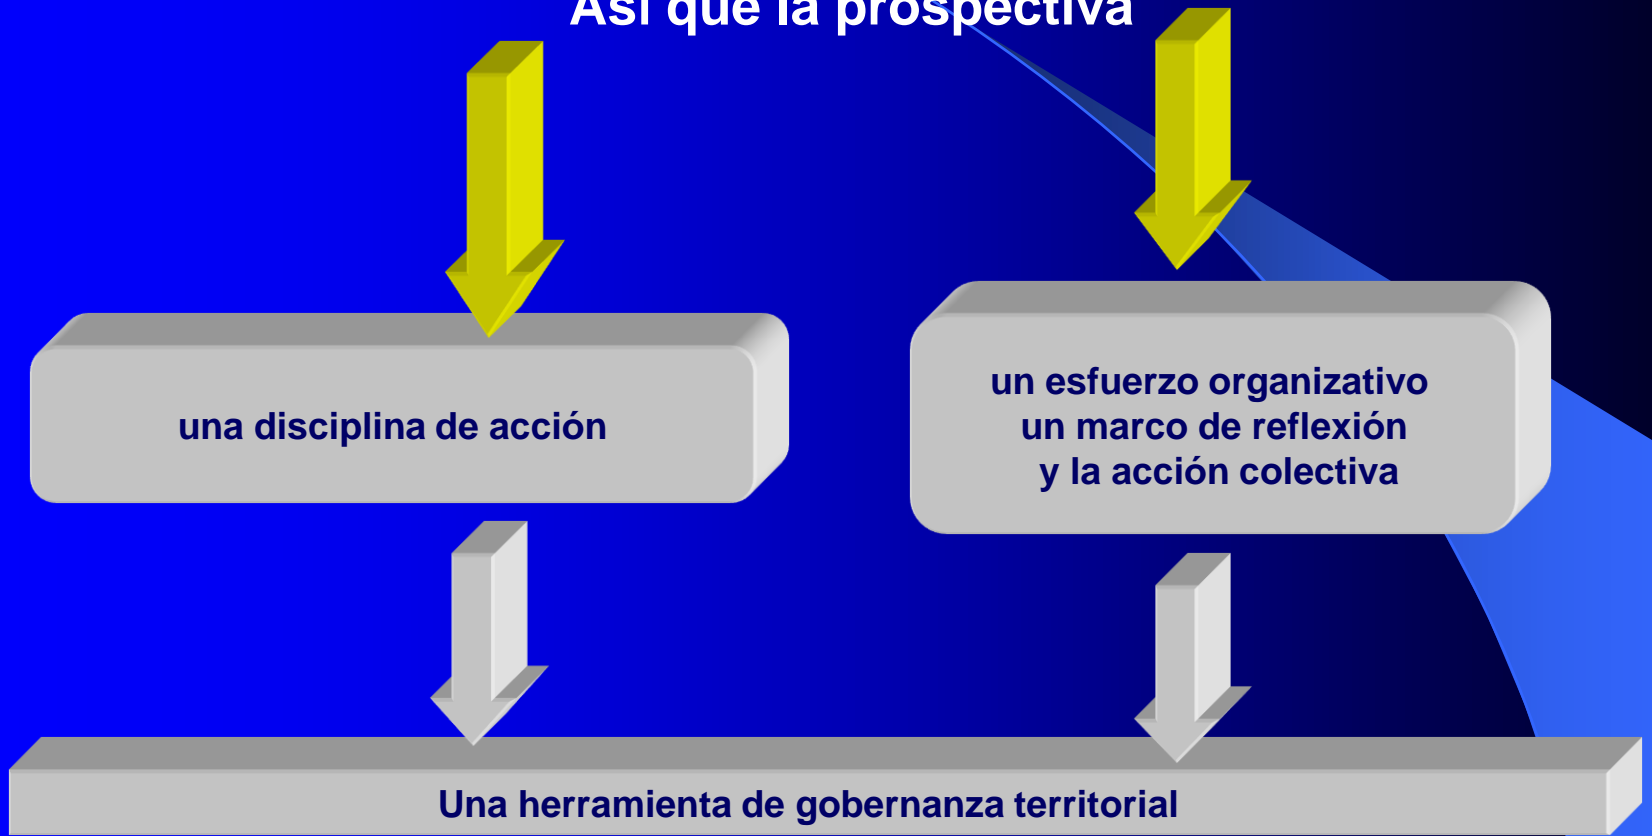 Así que la prospectiva
una disciplina de acción
un esfuerzo organizativo
un marco de reflexión
y la acción colectiva
Una herramienta de gobernanza territorial